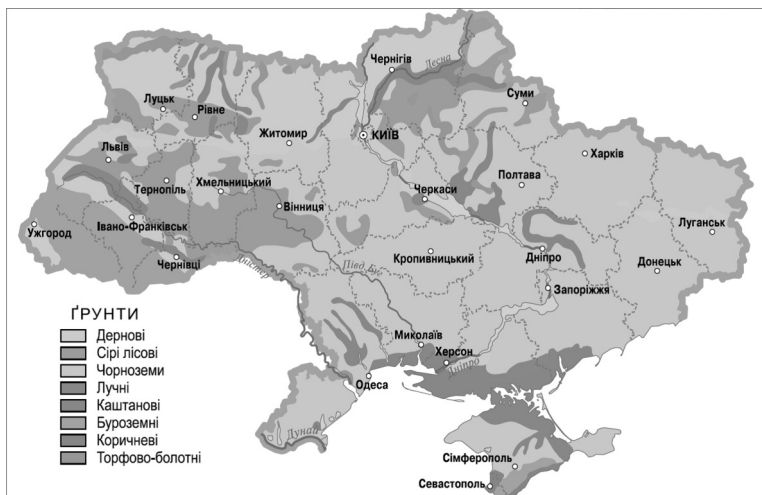 Чернігів
Десна
Луцьк
Рівне
Суми
Житомир
КИЇВ
Львів
Харків
Тернопіль
Хмельницький
Черкаси
Полтава
Вінниця
Ужгород
Івано-Франківськ
Луганськ
Чернівці
Дністер
Півд. Буг
Кропивницький
Дніпро
Донецьк
Запоріжжя
Миколаїв
Херсон
Дніпро
Одеса
Дунай
Сімферополь
Севастополь
ҐРУНТИ
Дернові
Сірі лісові
Чорноземи
Лучні
Каштанові
Буроземні
Коричневі
Торфово-болотні